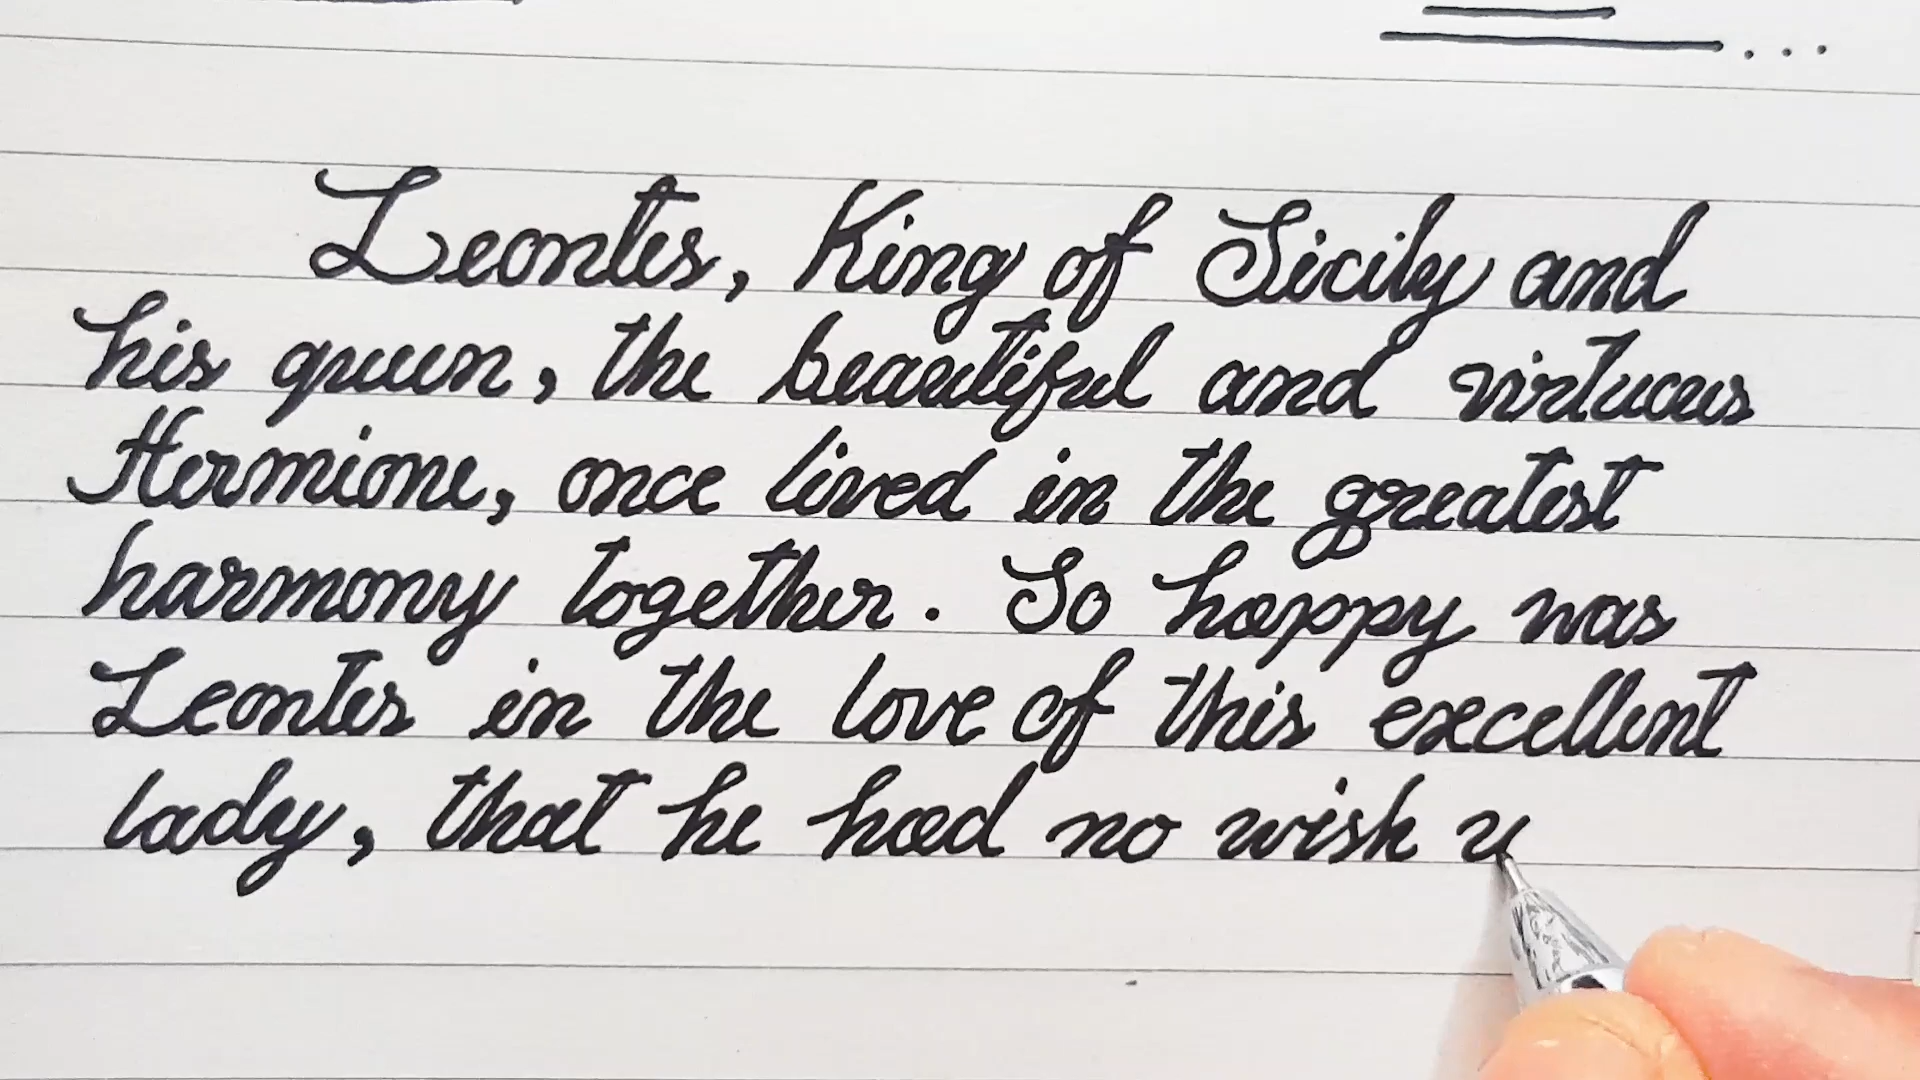 Leontes, King of Sicily and
his queen, the beautiful and virtuous
Hermione, once lived in the greatest
harmony together. So happy was
Leontes in the love of this excellent
lady, that he had no wish u